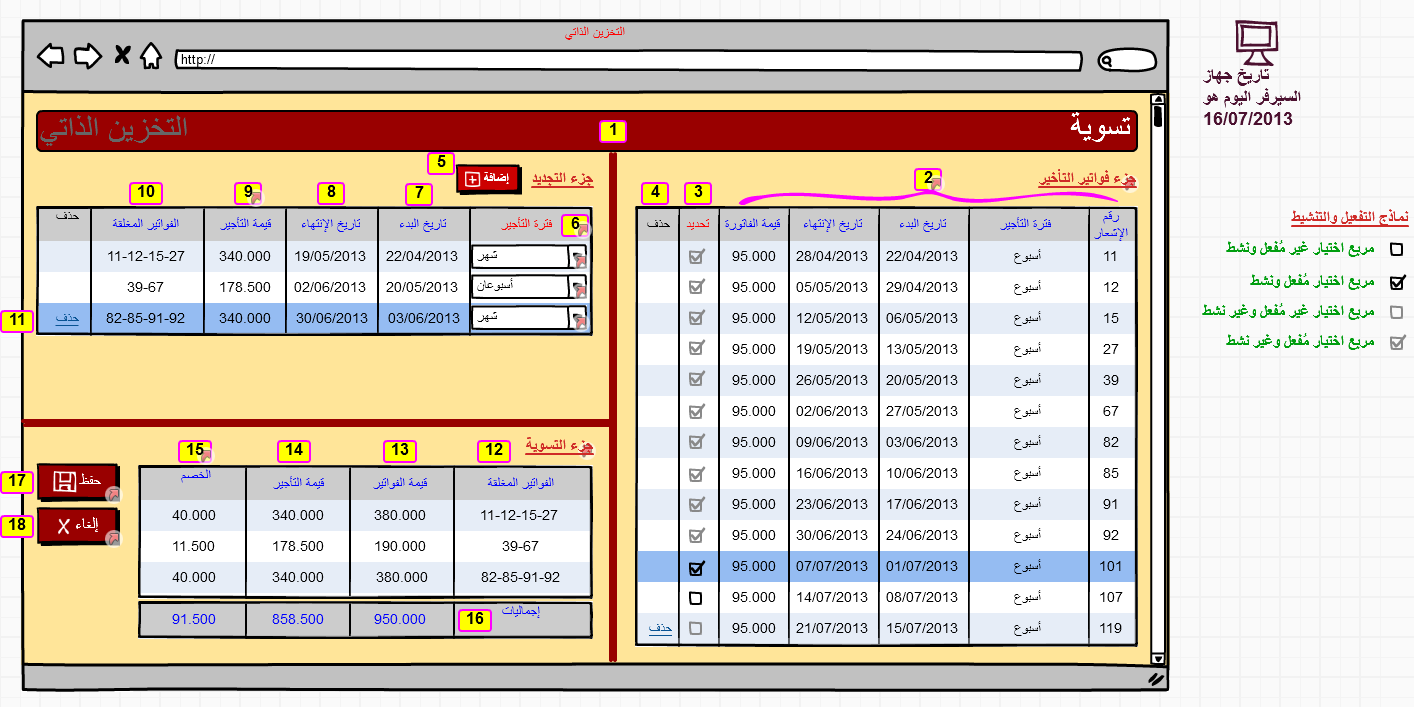 التخزين الذاتي
http://
تسوية
1
التخزين الذاتي
جزء فواتير التأخير
2
3
4
رقم الإشعار
فترة التأجير
تاريخ البدء
تاريخ الإنتهاء
قيمة الفاتورة
تحديد
حذف
11 أسبوع 22/04/2013 28/04/2013 95.000
12 أسبوع 29/04/2013 05/05/2013 95.000
15 أسبوع 06/05/2013 12/05/2013 95.000
27 أسبوع 13/05/2013 19/05/2013 95.000
39 أسبوع 20/05/2013 26/05/2013 95.000
67 أسبوع 27/05/2013 02/06/2013 95.000
82 أسبوع 03/06/2013 09/06/2013 95.000
85 أسبوع 10/06/2013 16/06/2013 95.000
91 أسبوع 17/06/2013 23/06/2013 95.000
92 أسبوع 24/06/2013 30/06/2013 95.000
101 أسبوع 01/07/2013 07/07/2013 95.000
107 أسبوع 08/07/2013 14/07/2013 95.000
119 أسبوع 15/07/2013 21/07/2013 95.000 حذف
جزء التجديد
إضافة
5
6
7
8
9
10
فترة التأجير
تاريخ البدء
تاريخ الإنتهاء
قيمة التأجير
الفواتير المغلقة
حذف
شهر 22/04/2013 19/05/2013 340.000 11-12-15-27
أسبوعان 20/05/2013 02/06/2013 178.500 39-67
شهر 03/06/2013 30/06/2013 340.000 82-85-91-92 حذف
11
جزء التسوية
12
13
14
15
الفواتير المغلقة
قيمة الفواتير
قيمة التأجير
الخصم
11-12-15-27 380.000 340.000 40.000
39-67 190.000 178.500 11.500
82-85-91-92 380.000 340.000 40.000
إجماليات 16 950.000 858.500 91.500
حفظ
17
إلغاء
18
تاريخ جهاز
السيرفر اليوم هو
16/07/2013
نماذج التفعيل والتنشيط
مربع اختيار غير مُفعل ونشط
مربع اختيار مُفعل ونشط
مربع اختيار غير مُفعل وغير نشط
مربع اختيار مُفعل وغير نشط